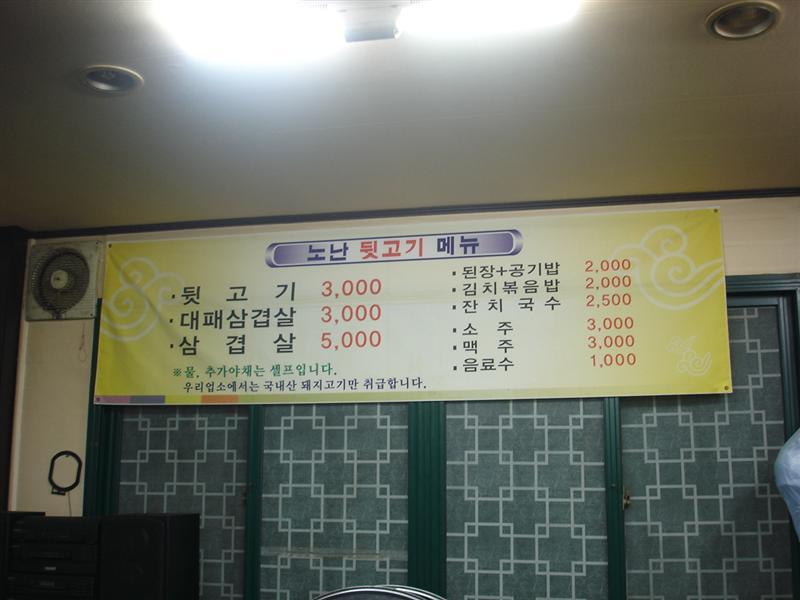 노난 뒷고기 메뉴
·뒷 고 기 3,000
·대패삼겹살 3,000
·삼 겹 살 5,000
※물, 추가야채는 셀프입니다.
우리업소에서는 국내산 돼지고기만 취급합니다.
·된장+공기밥 2,000
·김치볶음밥 2,000
·잔치 국수 2,500
·소 주 3,000
·맥 주 3,000
·음료수 1,000